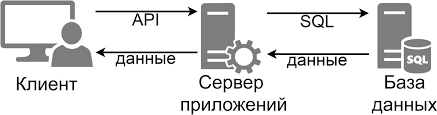 API
SQL
данные
данные
SQL
Клиент
Сервер
приложений
База
данных